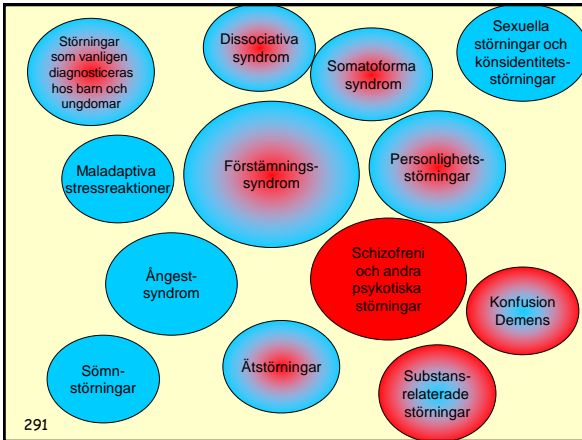 Störningar
som vanligen
diagnosticeras
hos barn och
ungdomar
Dissociativa
syndrom
Somatoforma
syndrom
Sexuella
störningar och
könsidentitets-
störningar
Maladaptiva
stressreaktioner
Förstämnings-
syndrom
Personlighets-
störningar
Ångest-
syndrom
Schizofreni
och andra
psykotiska
störningar
Konfusion
Demens
Sömn-
störningar
Ätstörningar
Substans-
relaterade
störningar
291